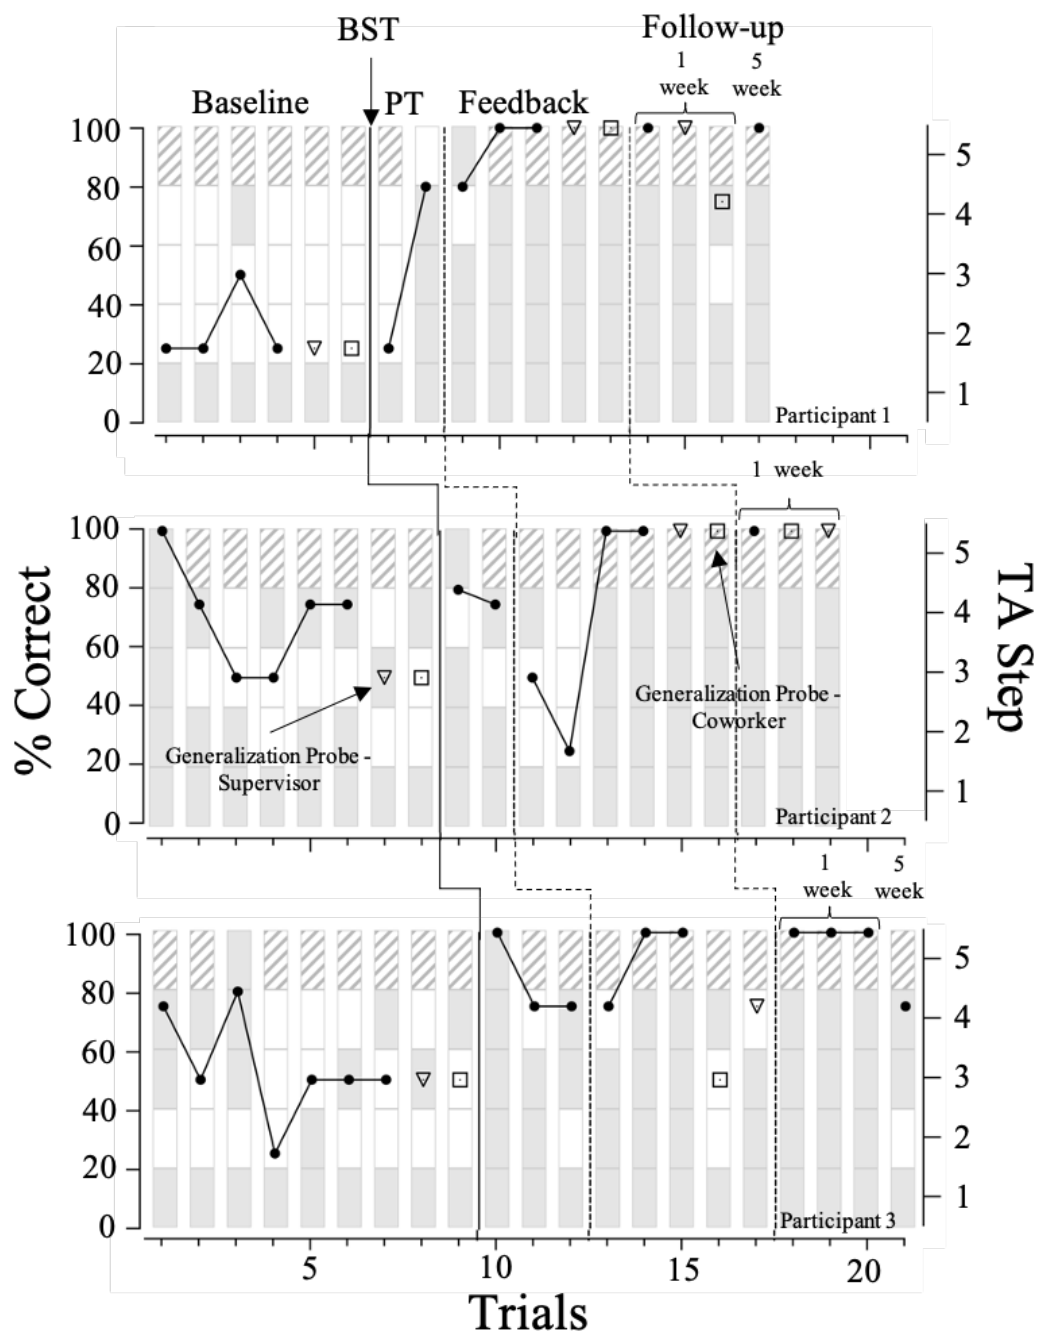 BST
Follow-up
1
week
5
week
Baseline
PT
Feedback
100
80
60
40
20
0
5
4
3
2
1
Participant 1
1 week
100
80
60
40
20
0
5
4
3
2
1
% Correct
TA Step
Generalization Probe -
Supervisor
Generalization Probe -
Coworker
Participant 2
1
week
5
week
100
80
60
40
20
0
5
4
3
2
1
Participant 3
5
10
15
20
Trials